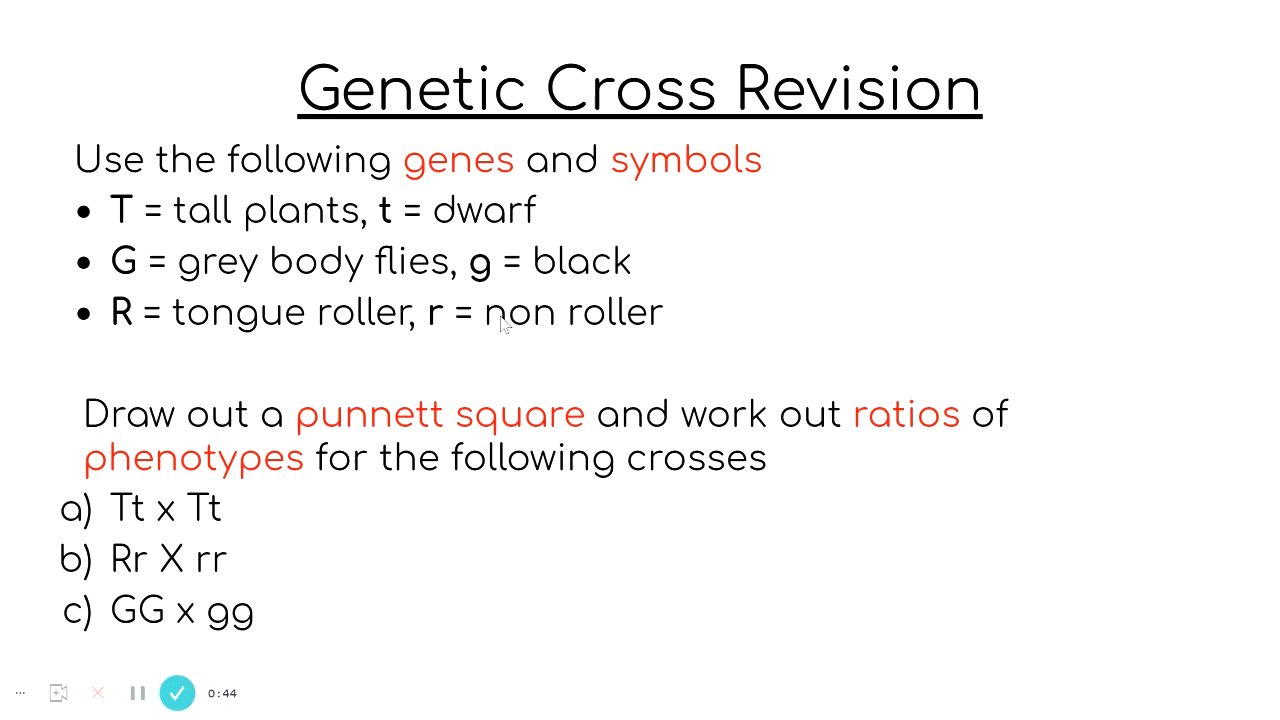 Genetic Cross Revision
Use the following genes and symbols
• T = tall plants, t = dwarf
• G = grey body flies, g = black
• R = tongue roller, r = non roller
Draw out a punnett square and work out ratios of
phenotypes for the following crosses
a) Tt x Tt
b) Rr X rr
c) GG x gg
... 0:44